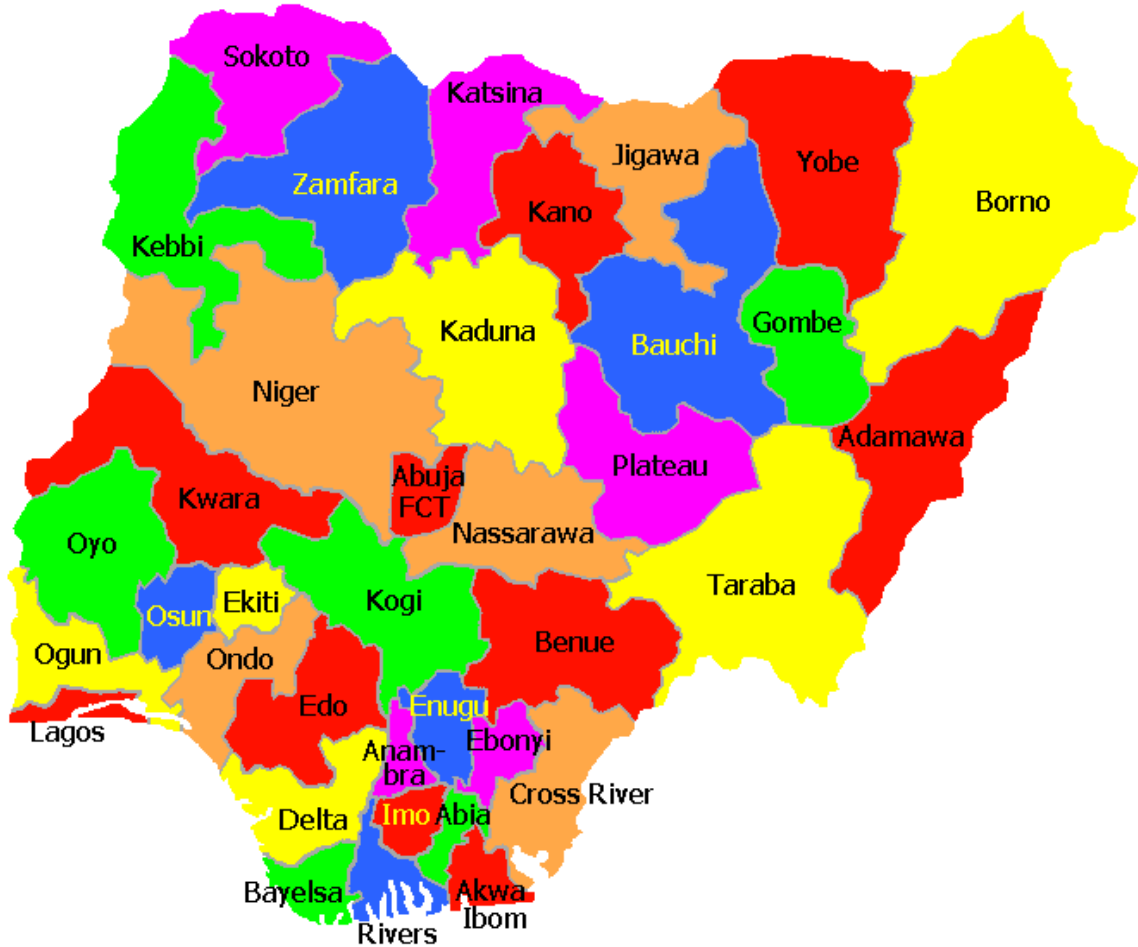 Sokoto
Katsina
Jigawa
Yobe
Zamfara
Borno
Kano
Kebbi
Gombe
Kaduna
Bauchi
Niger
Adamawa
Plateau
Abuja
FCT
Kwara
Nassarawa
Oyo
Taraba
Ekiti
Kogi
Osun
Benue
Ogun
Ondo
Edo
Enugu
Lagos
Ebonyi
Anam-
bra
Cross River
Imo
Abia
Delta
Bayelsa
Akwa
Ibom
Rivers